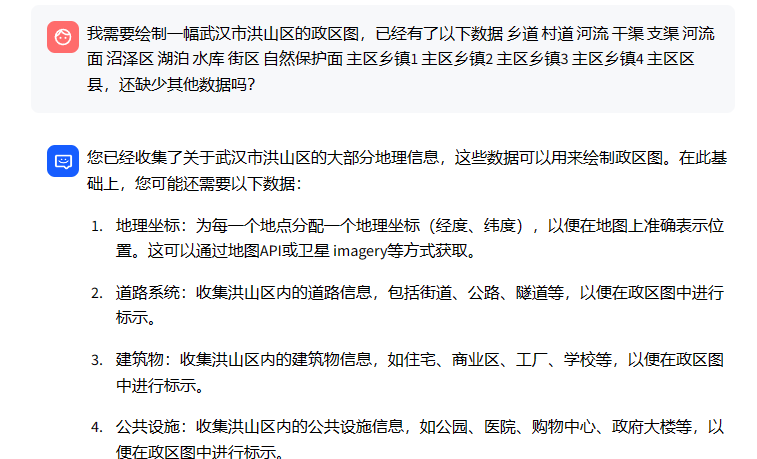 我需要绘制一幅武汉市洪山区的政区图，已经有了以下数据 乡道 村道 河流 干渠 支渠 河流
面 沼泽区 湖泊 水库 街区 自然保护面 主区乡镇1 主区乡镇2 主区乡镇3 主区乡镇4 主区区
县，还缺少其他数据吗？
您已经收集了关于武汉市洪山区的大部分地理信息，这些数据可以用来绘制政区图。在此基
础上，您可能还需要以下数据：
1. 地理坐标：为每一个地点分配一个地理坐标（经度、纬度），以便在地图上准确表示位
置。这可以通过地图API或卫星 imagery等方式获取。
2. 道路系统：收集洪山区内的道路信息，包括街道、公路、隧道等，以便在政区图中进行
标示。
3. 建筑物：收集洪山区内的建筑物信息，如住宅、商业区、工厂、学校等，以便在政区图
中进行标示。
4. 公共设施：收集洪山区内的公共设施信息，如公园、医院、购物中心、政府大楼等，以
便在政区图中进行标示。